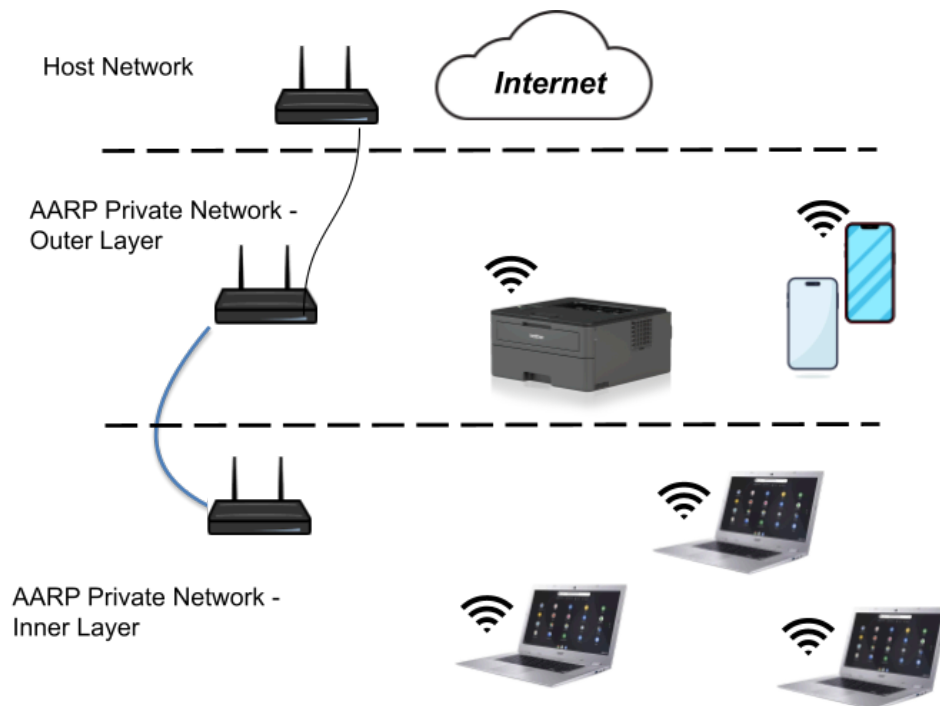 Host Network
Internet
AARP Private Network -
Outer Layer
AARP Private Network -
Inner Layer